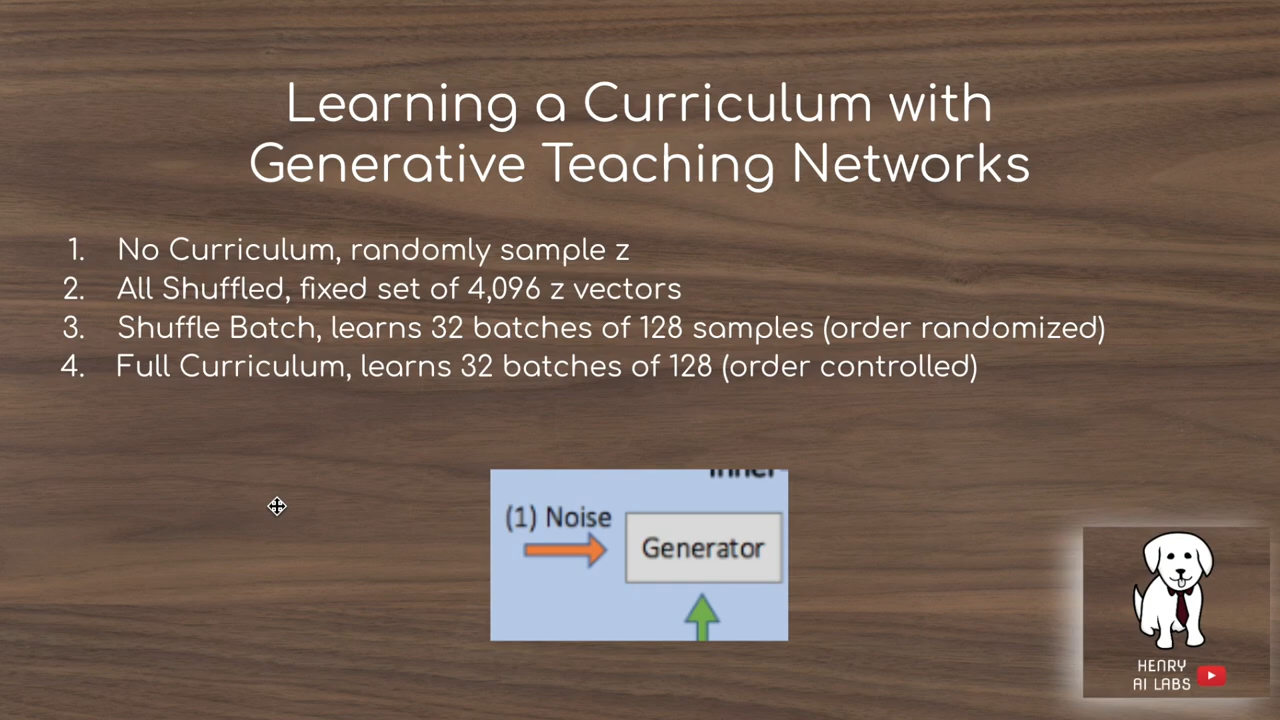 Learning a Curriculum with
Generative Teaching Networks
1. No Curriculum, randomly sample z
2. All Shuffled, fixed set of 4,096 z vectors
3. Shuffle Batch, learns 32 batches of 128 samples (order randomized)
4. Full Curriculum, learns 32 batches of 128 (order controlled)
Inner
(1) Noise
Generator
HENRY
AI LABS